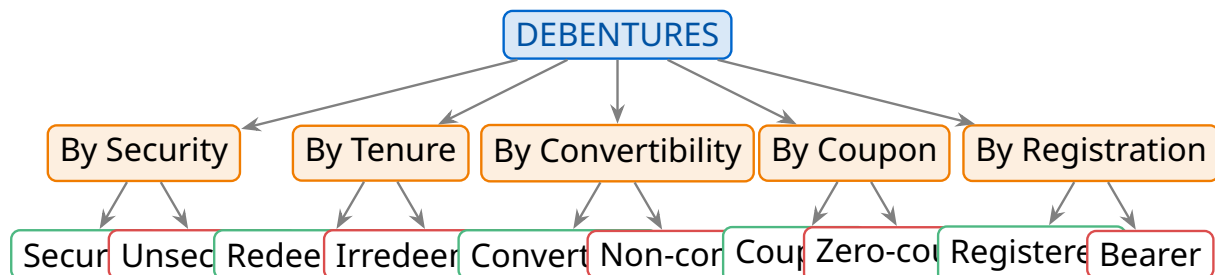 DEBENTURES
By Security
By Tenure
By Convertibility
By Coupon
By Registration
Secur
Unsec
Redee
Irredeer
Convert
Non-con
Coup
Zero-cou
Registere
Bearer